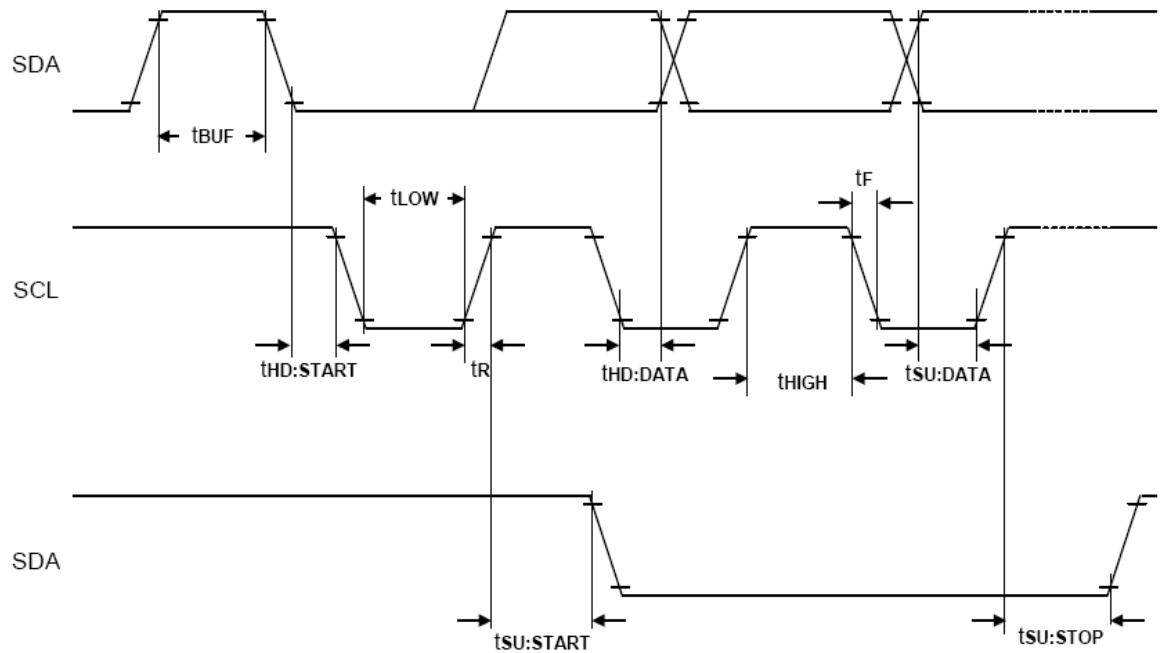 SDA
tBUF
tLOW
tF
SCL
tHD:START
tR
tHD:DATA
tHIGH
tSU:DATA
SDA
tSU:START
tSU:STOP